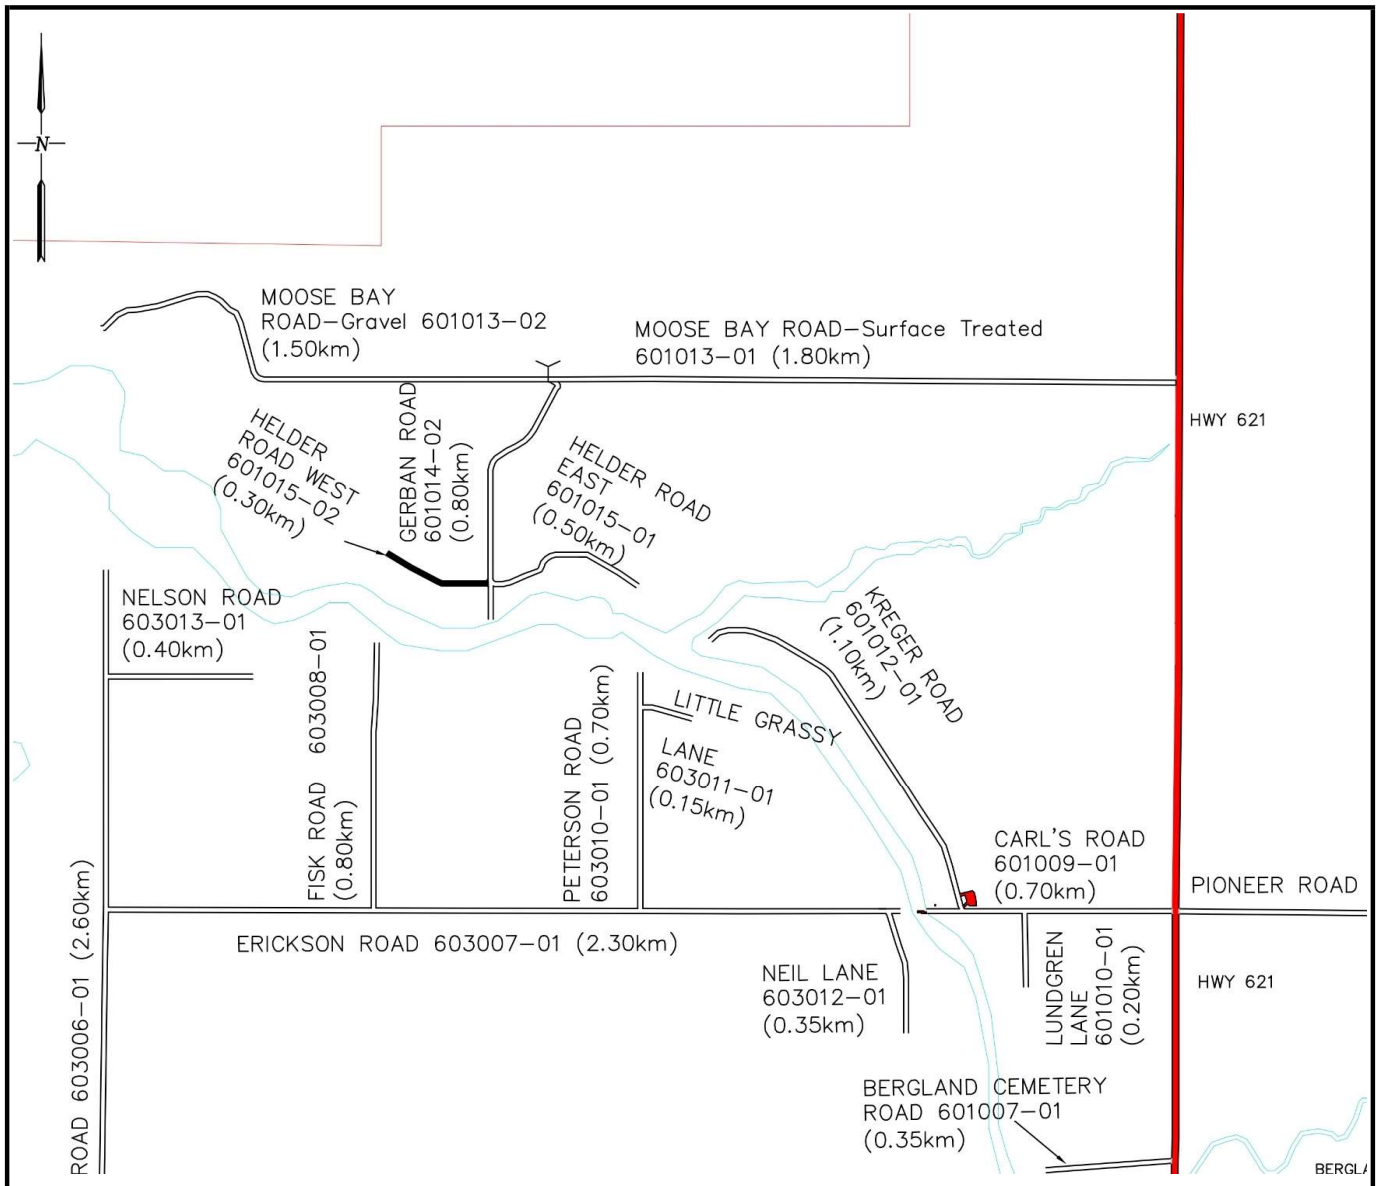 N
MOOSE BAY
ROAD-Gravel 601013-02
(1.50km)
MOOSE BAY ROAD-Surface Treated
601013-01 (1.80km)
HWY 621
HELDER
ROAD WEST
601015-02
(0.30km)
GERBAN ROAD
601014-02
(0.80km)
HELDER ROAD
EAST
601015-01
(0.50km)
NELSON ROAD
603013-01
(0.40km)
KREGER ROAD
601012-01
(1.10km)
FISK ROAD 603008-01
(0.80km)
PETERSON ROAD
603010-01 (0.70km)
LITTLE GRASSY
LANE
603011-01
(0.15km)
CARL'S ROAD
601009-01
(0.70km)
PIONEER ROAD
ROAD 603006-01 (2.60km)
ERICKSON ROAD 603007-01 (2.30km)
NEIL LANE
603012-01
(0.35km)
LUNDGREN
LANE
601010-01
(0.20km)
HWY 621
BERGLAND CEMETERY
ROAD 601007-01
(0.35km)